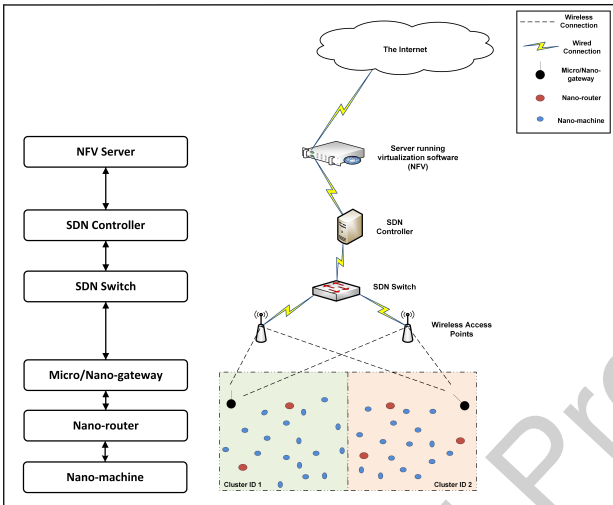 The Internet
Wireless
Connection
Wired
Connection
Micro/Nano-
gateway
Nano-router
Nano-machine
NFV Server
SDN Controller
SDN Switch
Micro/Nano-gateway
Nano-router
Nano-machine
Server running
virtualization software
(NFV)
SDN
Controller
SDN Switch
Wireless Access
Points
Cluster ID 1
Cluster ID 2